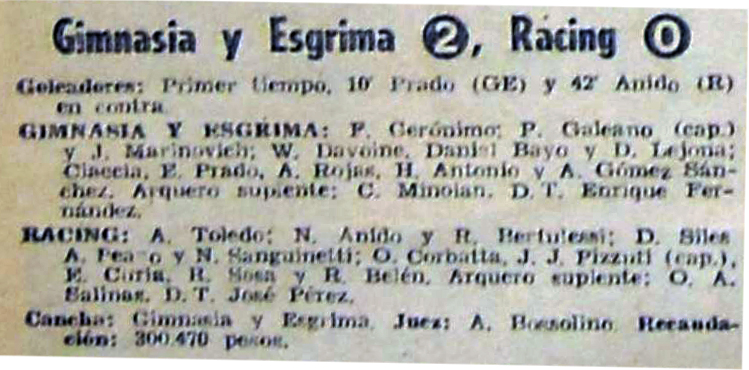 Gimnasia y Esgrima 2, Racing 0
Goleadores: Primer tiempo, 10' Prado (GE) y 42' Anido (R)
en contra.
GIMNASIA Y ESGRIMA: F. Gerónimo; P. Galeano (cap.)
y J. Marinovich; W. Davoine, Daniel Bayo y D. Lejona;
Ciaccia, E. Prado, A. Rojas, H. Antonio y A. Gómez Sán-
chez. Arquero suplente: C. Minoian. D. T. Enrique Fer-
nández.
RACING: A. Toledo; N. Anido y R. Bertulessi; D. Siles
A. y N. Sanguinetti; O. Corbatta, J. J. Pizzuti (cap.),
E. Curia, R. Sosa y R. Belén. Arquero suplente: O. A.
Salinas. D. T. José Pérez.
Cancha: Gimnasia y Esgrima. Juez: A. Bossolino. Recauda-
ción: 300.470 pesos.